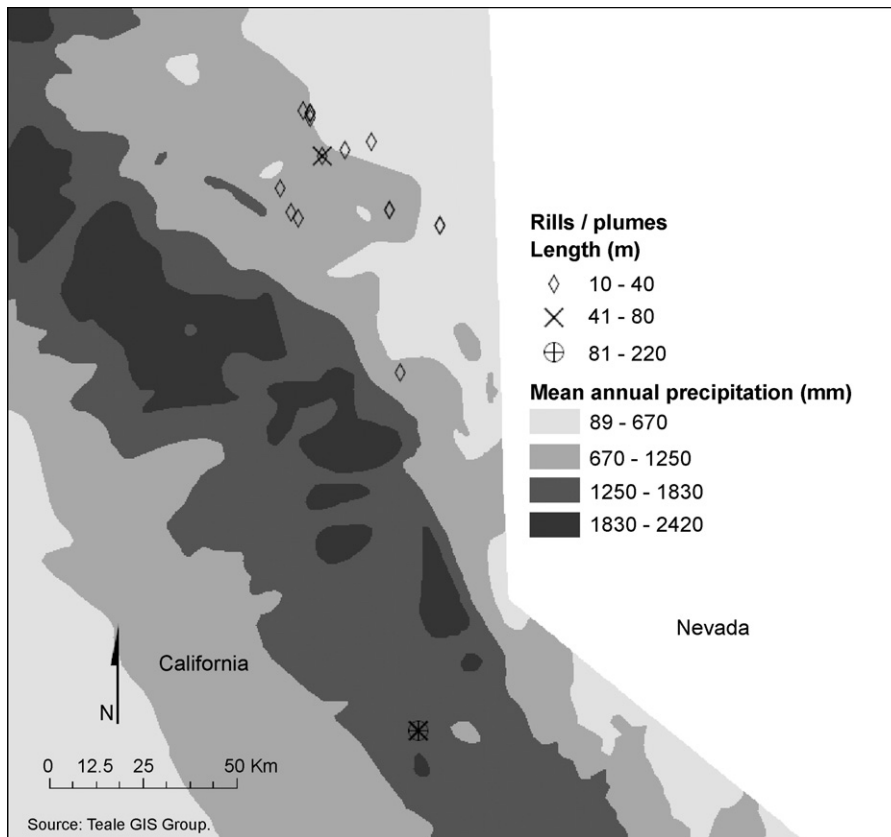 Rills / plumes
Length (m)
10 - 40
41 - 80
81 - 220
Mean annual precipitation (mm)
89 - 670
670 - 1250
1250 - 1830
1830 - 2420
Nevada
California
N
0 12.5 25 50 Km
Source: Teale GIS Group.